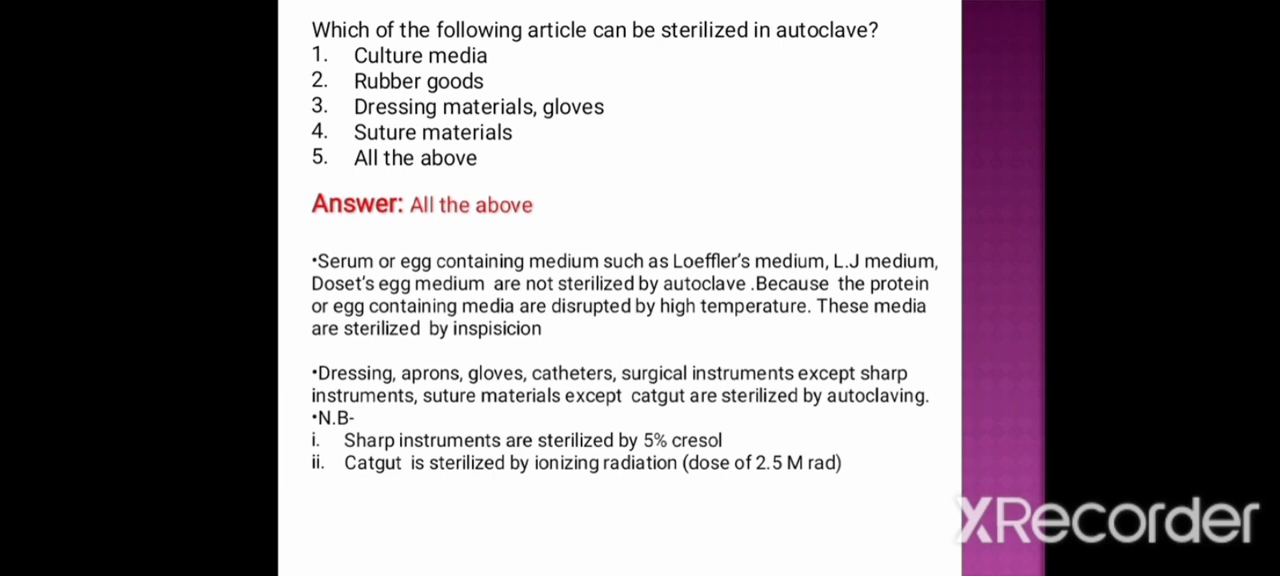 Which of the following article can be sterilized in autoclave?
1. Culture media
2. Rubber goods
3. Dressing materials, gloves
4. Suture materials
5. All the above
Answer: All the above
•Serum or egg containing medium such as Loeffler's medium, L.J medium,
Doset's egg medium are not sterilized by autoclave .Because the protein
or egg containing media are disrupted by high temperature. These media
are sterilized by inspisicion
•Dressing, aprons, gloves, catheters, surgical instruments except sharp
instruments, suture materials except catgut are sterilized by autoclaving.
•N.B-
i. Sharp instruments are sterilized by 5% cresol
ii. Catgut is sterilized by ionizing radiation (dose of 2.5 M rad)
XRecorder